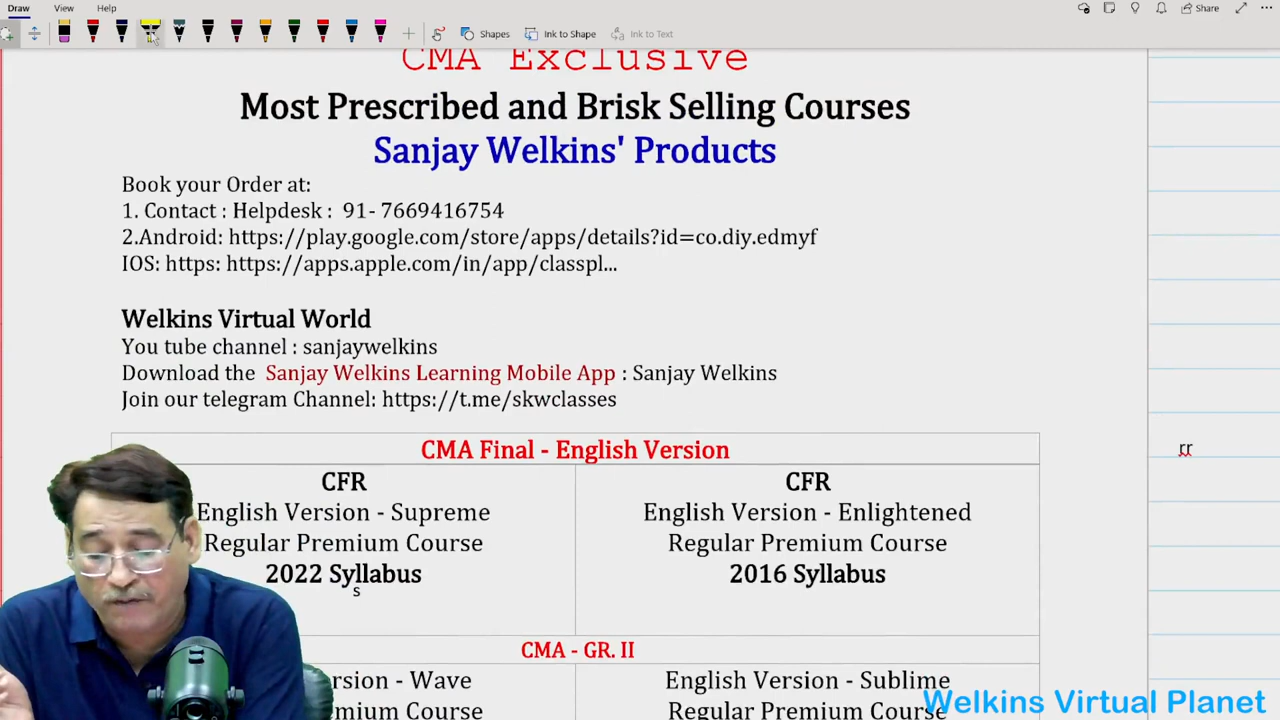 Draw View Help
Share
Shapes Ink to Shape Ink to Text
CMA Exclusive
Most Prescribed and Brisk Selling Courses
Sanjay Welkins' Products
Book your Order at:
1. Contact : Helpdesk : 91- 7669416754
2.Android: https://play.google.com/store/apps/details?id=co.diy.edmyf
IOS: https: https://apps.apple.com/in/app/classpl...
Welkins Virtual World
You tube channel : sanjaywelkins
Download the Sanjay Welkins Learning Mobile App : Sanjay Welkins
Join our telegram Channel: https://t.me/skwclasses
CMA Final - English Version
rr
CFR
English Version - Supreme
Regular Premium Course
2022 Syllabus
s
CFR
English Version - Enlightened
Regular Premium Course
2016 Syllabus
CMA - GR. II
rsion - Wave
mium Course
English Version - Sublime
Regular Premium Course
Welkins Virtual Planet